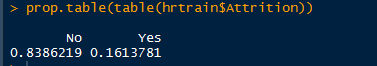 > prop.table(table(hrtrain$Attrition))
No Yes
0.8386219 0.1613781